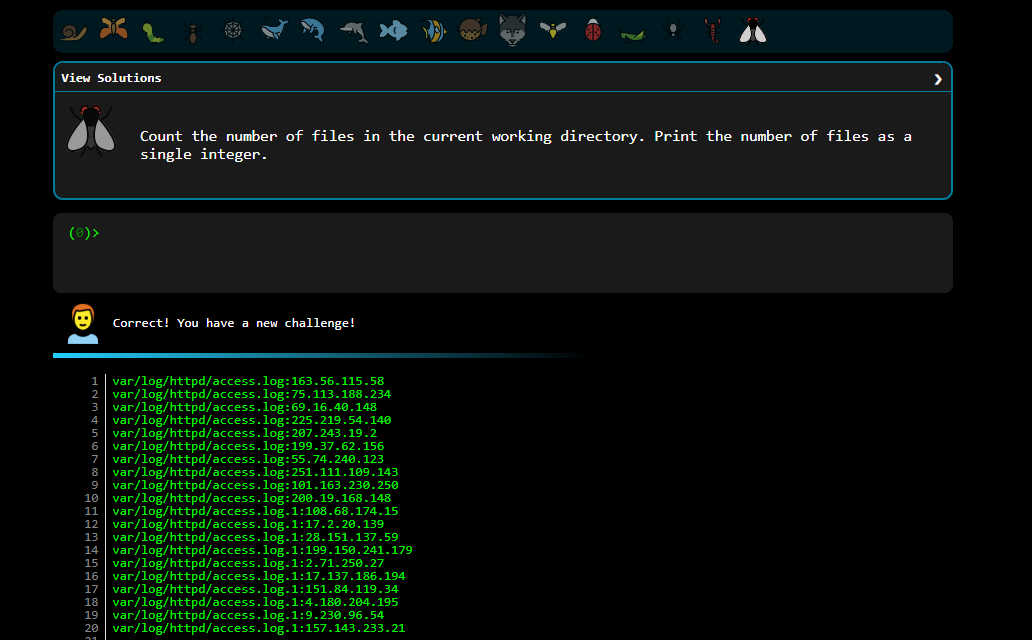 View Solutions
Count the number of files in the current working directory. Print the number of files as a
single integer.
(0)>
Correct! You have a new challenge!
1 var/log/httpd/access.log:163.56.115.58
2 var/log/httpd/access.log:75.113.188.234
3 var/log/httpd/access.log:69.16.40.148
4 var/log/httpd/access.log:225.219.54.140
5 var/log/httpd/access.log:207.243.19.2
6 var/log/httpd/access.log:199.37.62.156
7 var/log/httpd/access.log:55.74.240.123
8 var/log/httpd/access.log:251.111.109.143
9 var/log/httpd/access.log:101.163.230.250
10 var/log/httpd/access.log:200.19.168.148
11 var/log/httpd/access.log.1:108.68.174.15
12 var/log/httpd/access.log.1:17.2.20.139
13 var/log/httpd/access.log.1:28.151.137.59
14 var/log/httpd/access.log.1:199.150.241.179
15 var/log/httpd/access.log.1:2.71.250.27
16 var/log/httpd/access.log.1:17.137.186.194
17 var/log/httpd/access.log.1:151.84.119.34
18 var/log/httpd/access.log.1:4.180.204.195
19 var/log/httpd/access.log.1:9.230.96.54
20 var/log/httpd/access.log.1:157.143.233.21